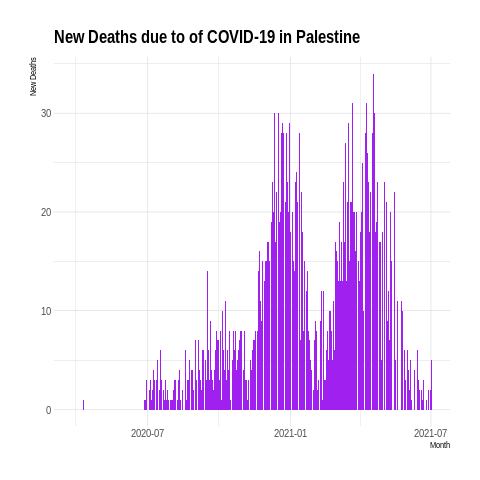 New Deaths due to of COVID-19 in Palestine
New Deaths
30
20
10
0
2020-07
2021-01
2021-07
Month